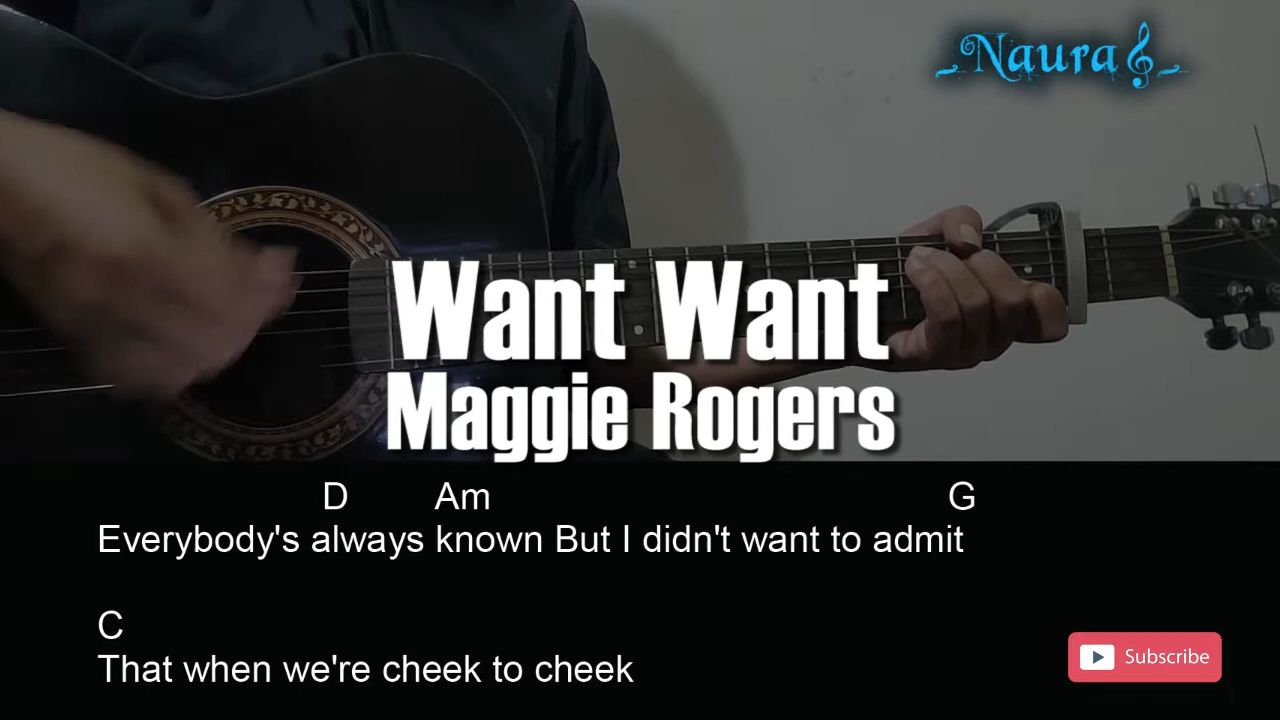 Naura
Want Want
Maggie Rogers
D Am G
Everybody's always known But I didn't want to admit
C
That when we're cheek to cheek
Subscribe